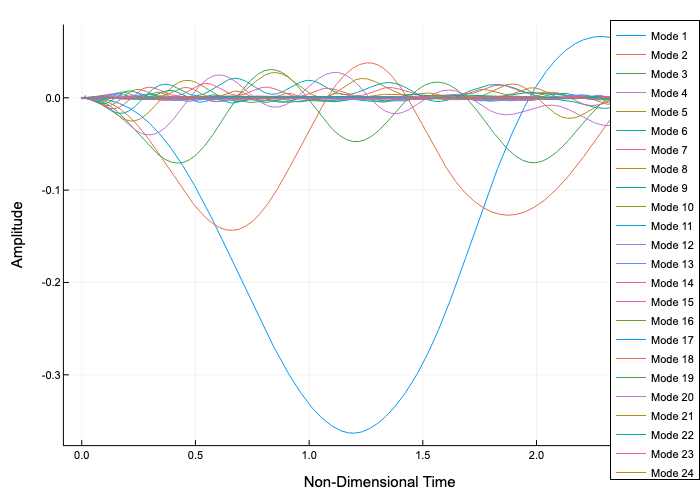 0.0
-0.1
-0.2
-0.3
Amplitude
0.0
0.5
1.0
1.5
2.0
Non-Dimensional Time
Mode 1
Mode 2
Mode 3
Mode 4
Mode 5
Mode 6
Mode 7
Mode 8
Mode 9
Mode 10
Mode 11
Mode 12
Mode 13
Mode 14
Mode 15
Mode 16
Mode 17
Mode 18
Mode 19
Mode 20
Mode 21
Mode 22
Mode 23
Mode 24